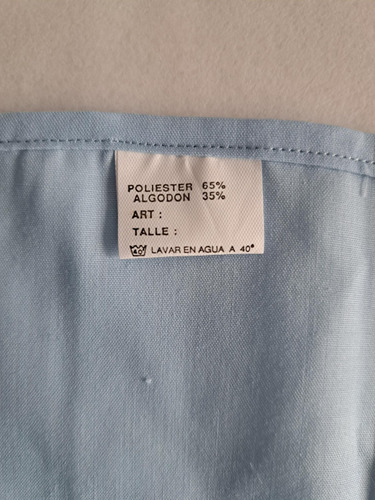 POLIESTER 65%
ALGODON 35%
ART :
TALLE :
40 LAVAR EN AGUA A 40°